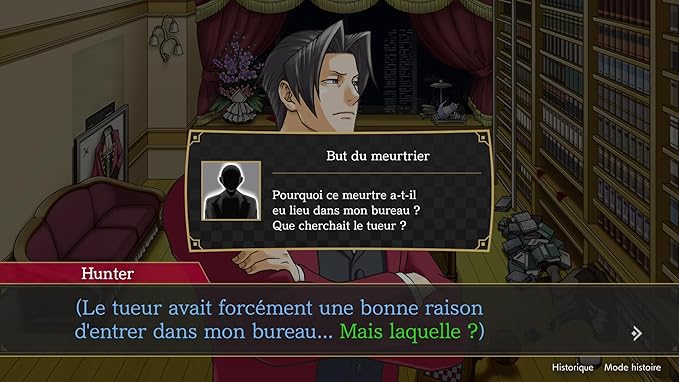 But du meurtrier
Pourquoi ce meurtre a-t-il
eu lieu dans mon bureau ?
Que cherchait le tueur ?
Hunter
(Le tueur avait forcément une bonne raison
d'entrer dans mon bureau... Mais laquelle ?)
Historique Mode histoire